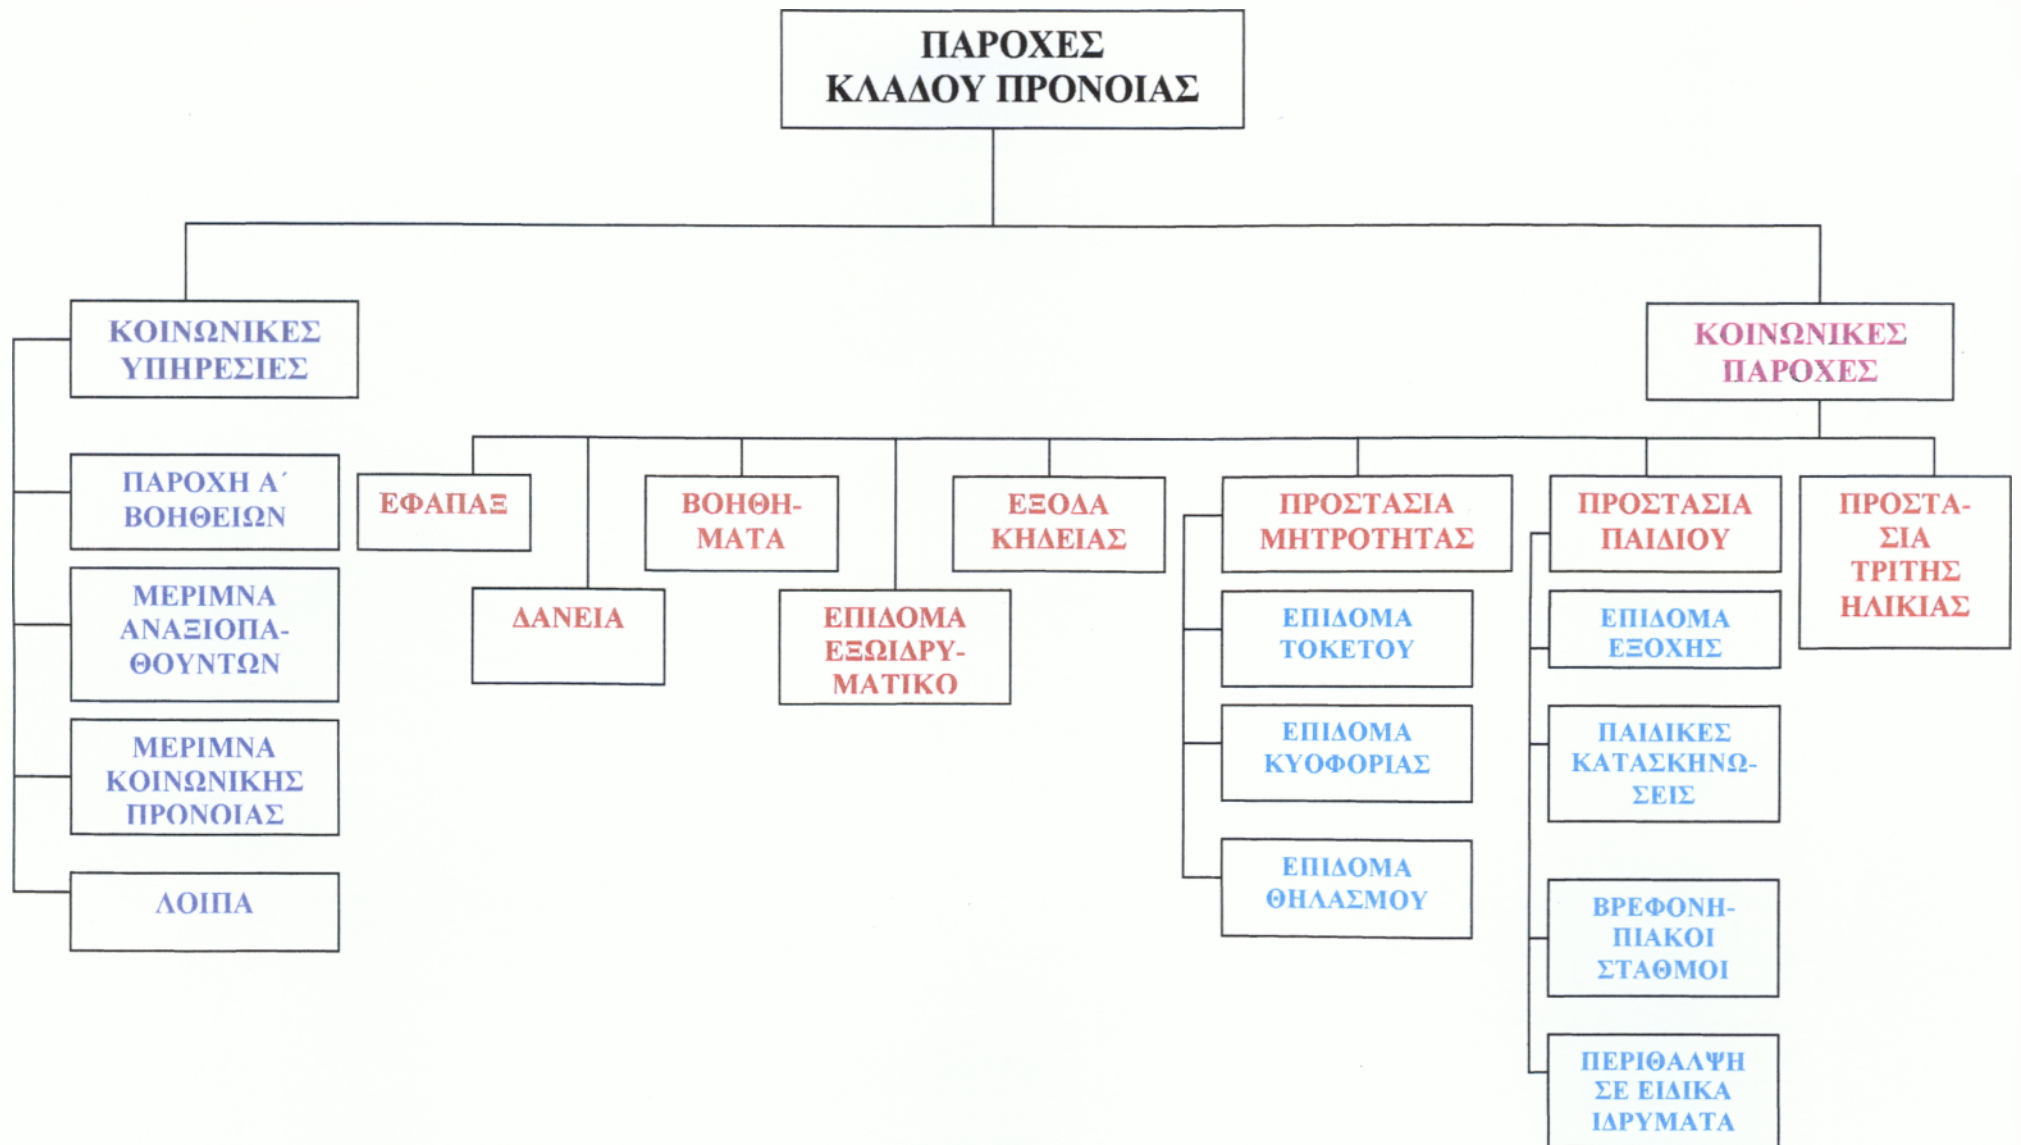 ΠΑΡΟΧΕΣ
ΚΛΑΔΟΥ ΠΡΟΝΟΙΑΣ
ΚΟΙΝΩΝΙΚΕΣ
ΥΠΗΡΕΣΙΕΣ
ΠΑΡΟΧΗ Α΄
ΒΟΗΘΕΙΩΝ
ΜΕΡΙΜΝΑ
ΑΝΑΞΙΟΠΑ-
ΘΟΥΝΤΩΝ
ΜΕΡΙΜΝΑ
ΚΟΙΝΩΝΙΚΗΣ
ΠΡΟΝΟΙΑΣ
ΛΟΙΠΑ
ΚΟΙΝΩΝΙΚΕΣ
ΠΑΡΟΧΕΣ
ΕΦΑΠΑΞ
ΔΑΝΕΙΑ
ΒΟΗΘΗ-
ΜΑΤΑ
ΕΠΙΔΟΜΑ
ΕΞΩΙΔΡΥ-
ΜΑΤΙΚΟ
ΕΞΟΔΑ
ΚΗΔΕΙΑΣ
ΠΡΟΣΤΑΣΙΑ
ΜΗΤΡΟΤΗΤΑΣ
ΕΠΙΔΟΜΑ
ΤΟΚΕΤΟΥ
ΕΠΙΔΟΜΑ
ΚΥΟΦΟΡΙΑΣ
ΕΠΙΔΟΜΑ
ΘΗΛΑΣΜΟΥ
ΠΡΟΣΤΑΣΙΑ
ΠΑΙΔΙΟΥ
ΕΠΙΔΟΜΑ
ΕΞΟΧΗΣ
ΠΑΙΔΙΚΕΣ
ΚΑΤΑΣΚΗΝΩ-
ΣΕΙΣ
ΒΡΕΦΟΝΗ-
ΠΙΑΚΟΙ
ΣΤΑΘΜΟΙ
ΠΕΡΙΘΑΛΨΗ
ΣΕ ΕΙΔΙΚΑ
ΙΔΡΥΜΑΤΑ
ΠΡΟΣΤΑ-
ΣΙΑ
ΤΡΙΤΗΣ
ΗΛΙΚΙΑΣ